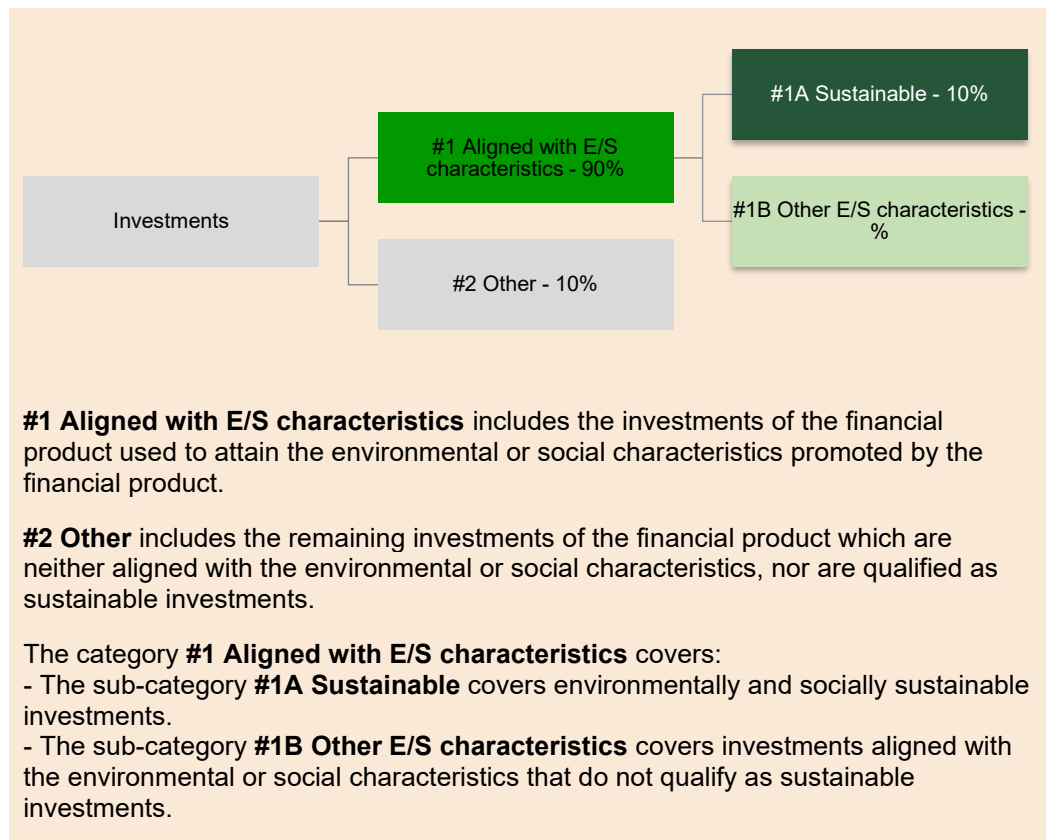 #1A Sustainable - 10%
#1 Aligned with E/S
characteristics - 90%
Investments
#1B Other E/S characteristics -
%
#2 Other - 10%
#1 Aligned with E/S characteristics includes the investments of the financial
product used to attain the environmental or social characteristics promoted by the
financial product.
#2 Other includes the remaining investments of the financial product which are
neither aligned with the environmental or social characteristics, nor are qualified as
sustainable investments.
The category #1 Aligned with E/S characteristics covers:
- The sub-category #1A Sustainable covers environmentally and socially sustainable
investments.
- The sub-category #1B Other E/S characteristics covers investments aligned with
the environmental or social characteristics that do not qualify as sustainable
investments.